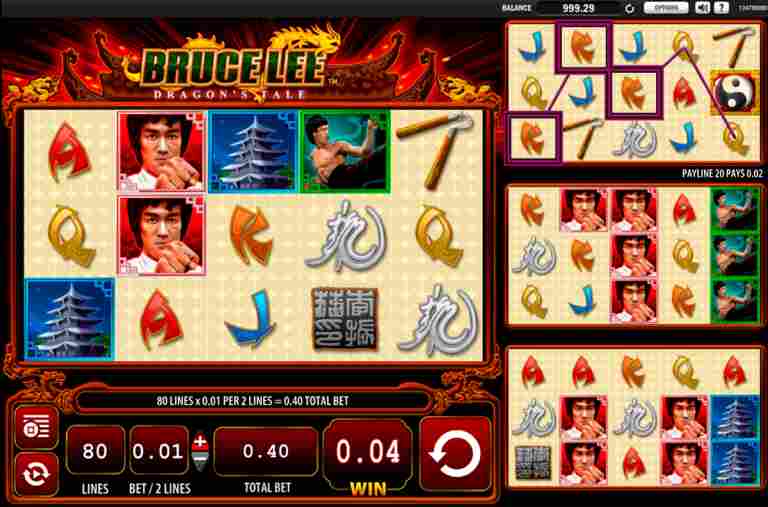 BALANCE 999.29 OPTIONS ?
BRUCE LEE™
DRAGON'S TALE
A
Q K Q
A J
J K J Q
Q J K A
K J Q
PAYLINE 20 PAYS 0.02
K A
K K
Q J Q
A A K Q A
A
80 LINES x 0.01 PER 2 LINES = 0.40 TOTAL BET
80 0.01 + − 0.40 0.04
LINES BET / 2 LINES TOTAL BET WIN